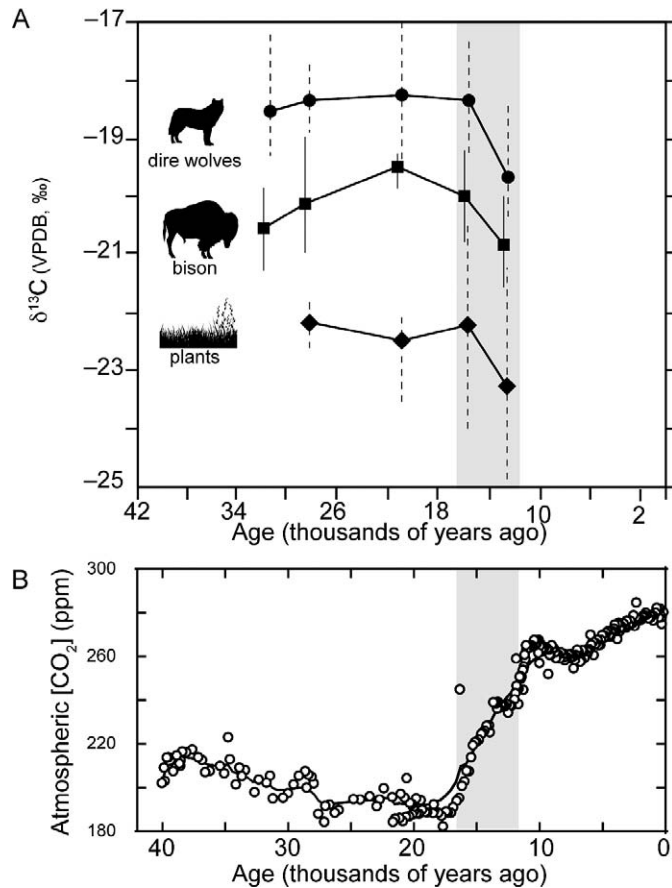 A
–17
–19
–21
–23
–25
δ¹³C (VPDB, ‰)
dire wolves
bison
plants
42 34 26 18 10 2
Age (thousands of years ago)
B
300
260
220
180
Atmospheric [CO₂] (ppm)
40 30 20 10 0
Age (thousands of years ago)